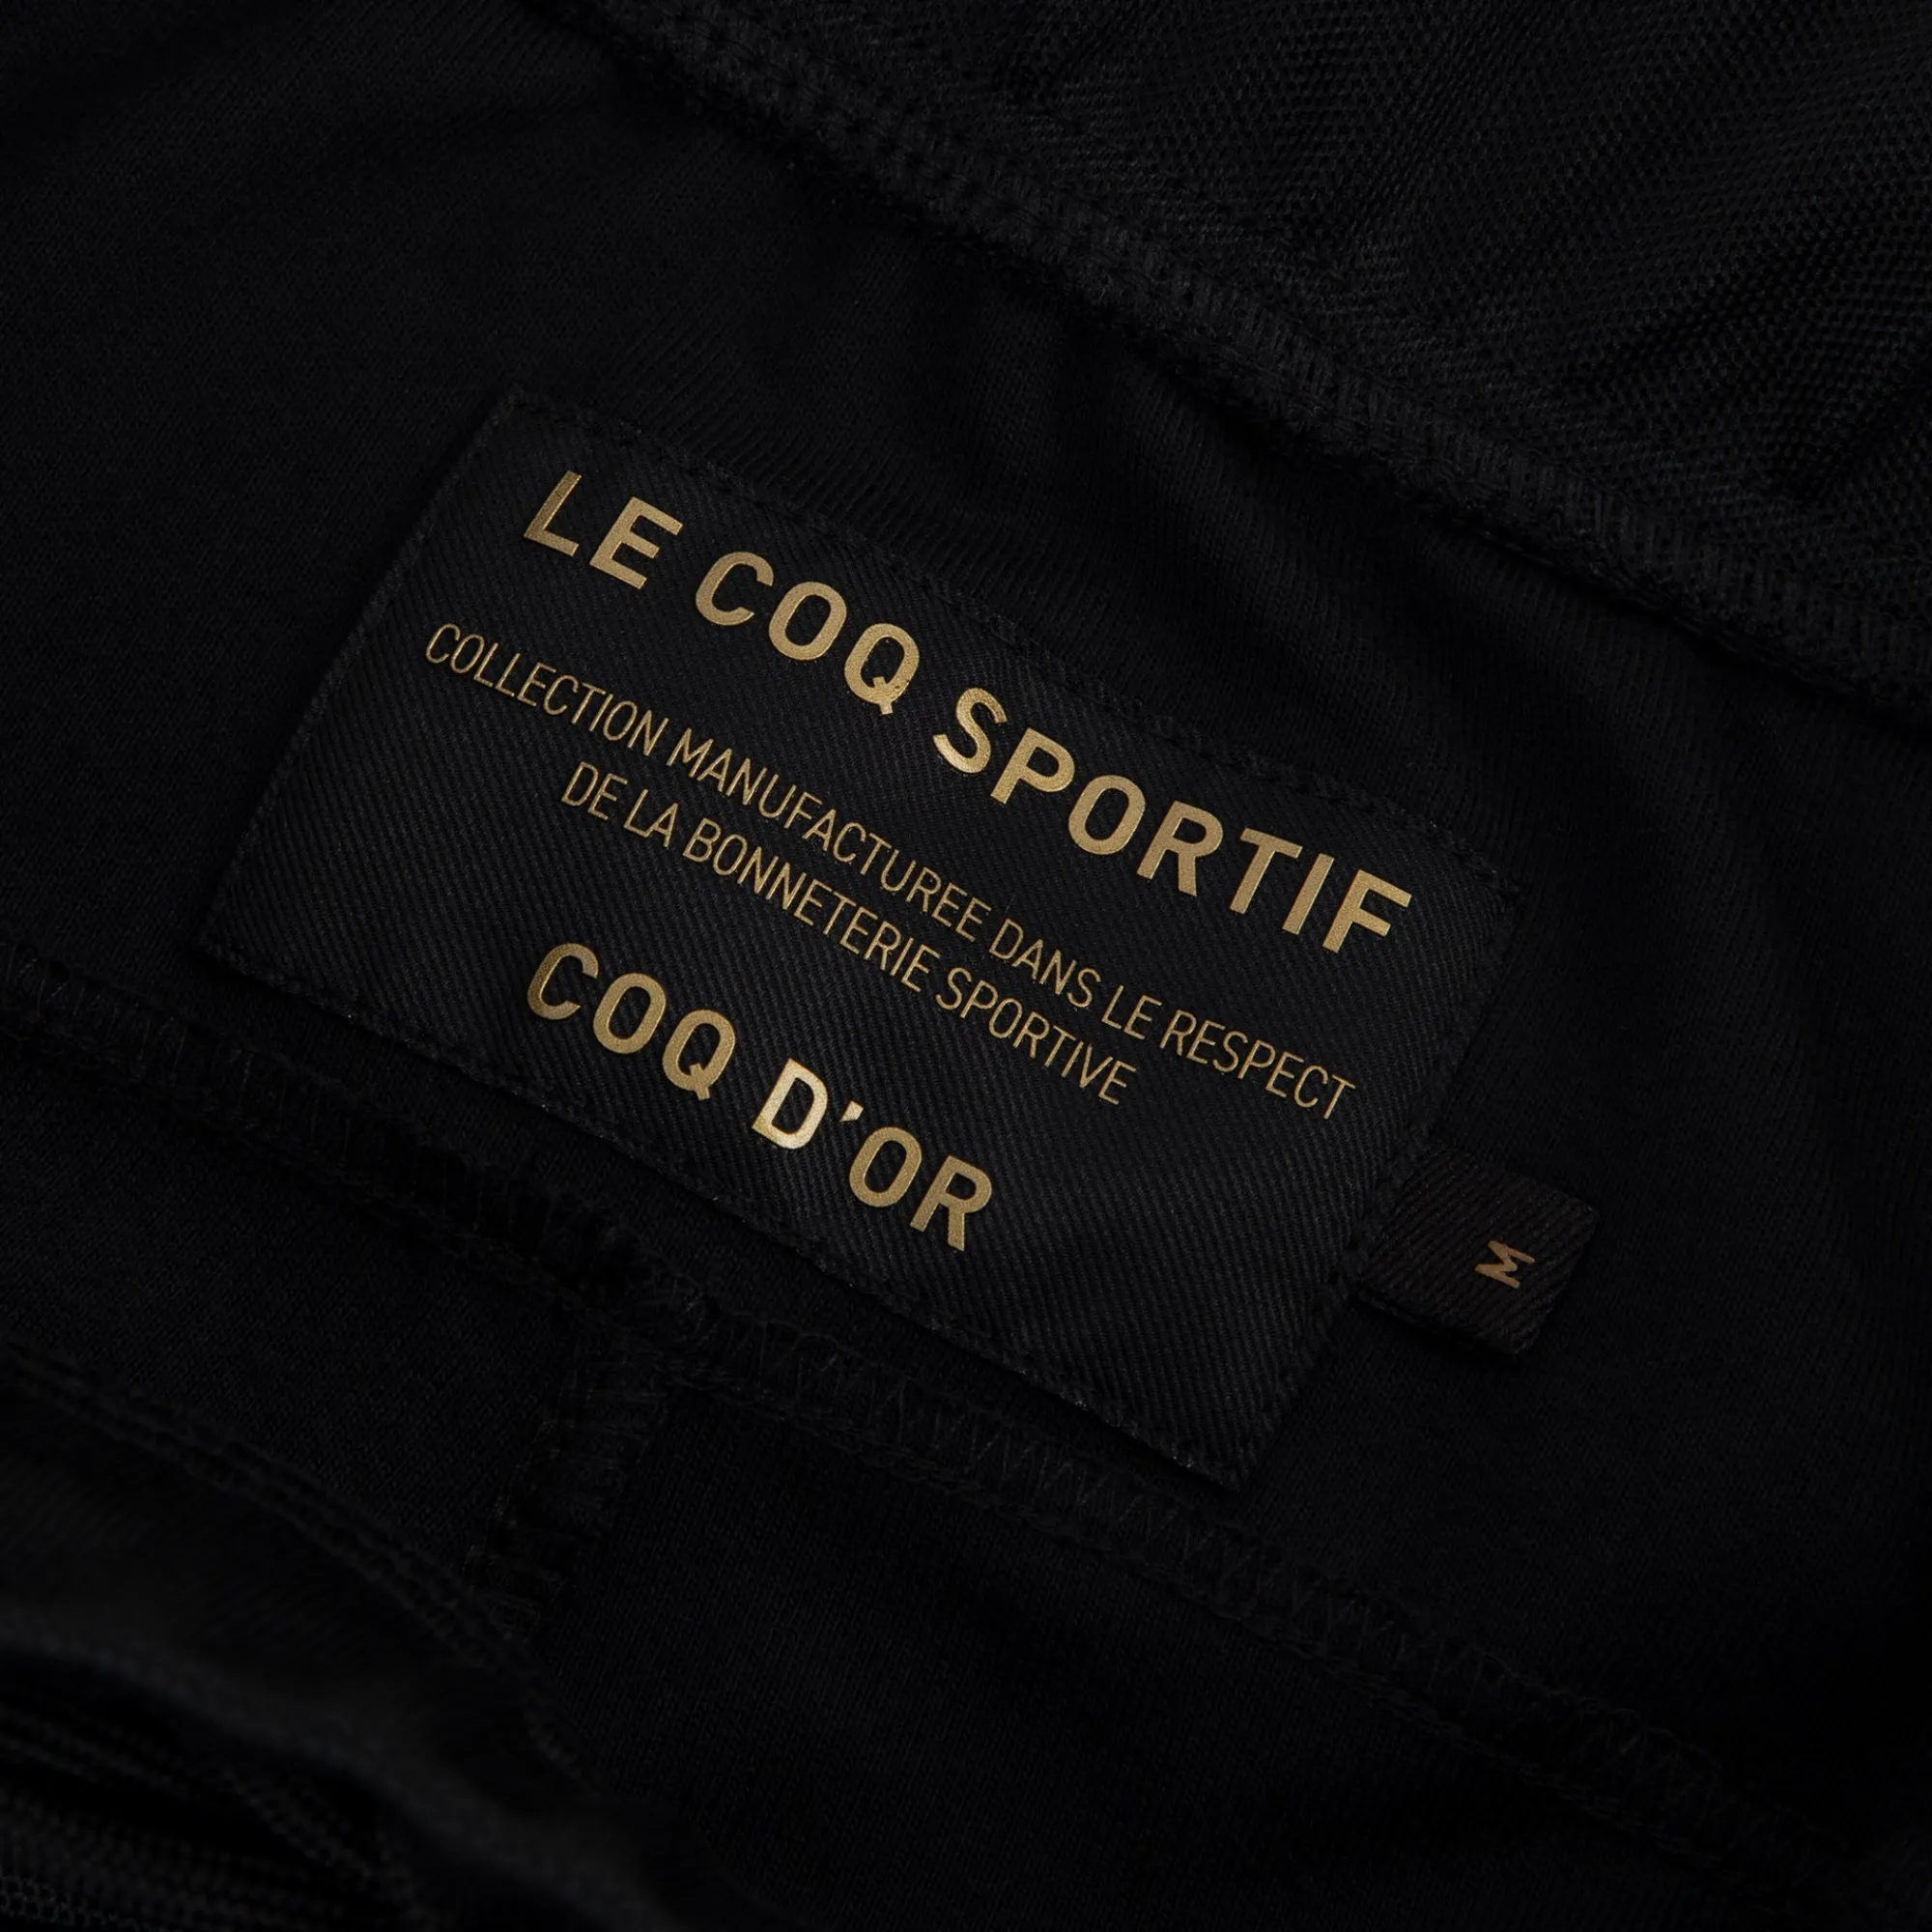 LE COQ SPORTIF
COLLECTION MANUFACTUREE DANS LE RESPECT
DE LA BONNETERIE SPORTIVE
COQ D'OR
M